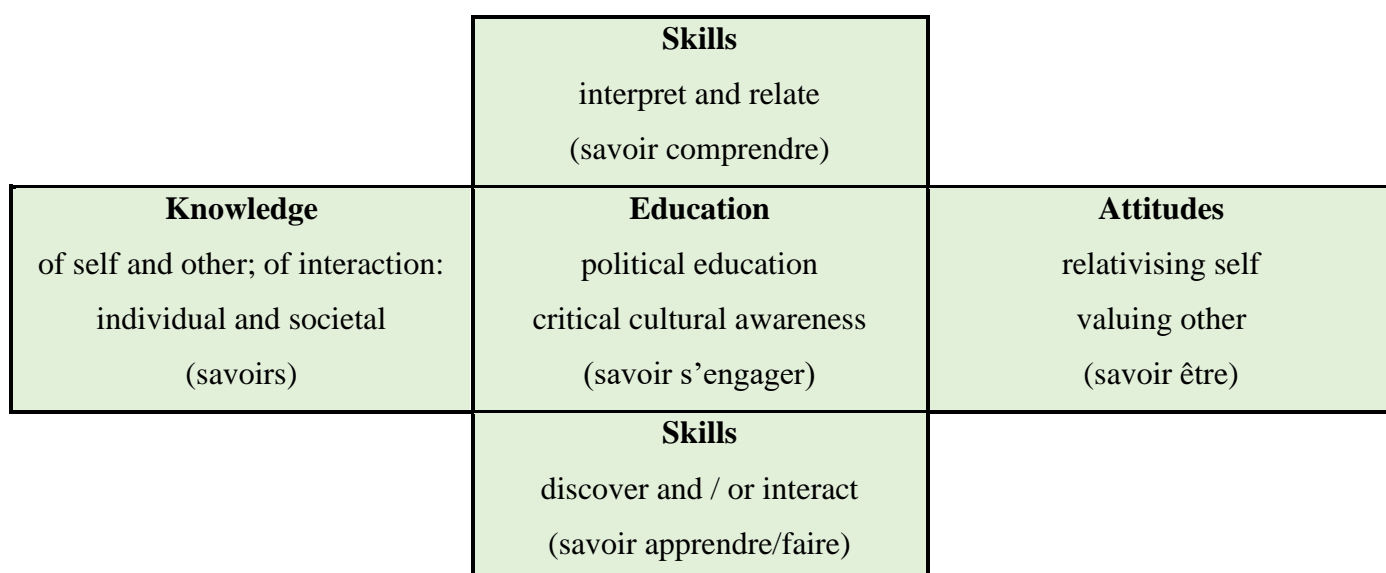 Skills
interpret and relate
(savoir comprendre)
Knowledge
of self and other; of interaction:
individual and societal
(savoirs)
Education
political education
critical cultural awareness
(savoir s’engager)
Attitudes
relativising self
valuing other
(savoir être)
Skills
discover and / or interact
(savoir apprendre/faire)